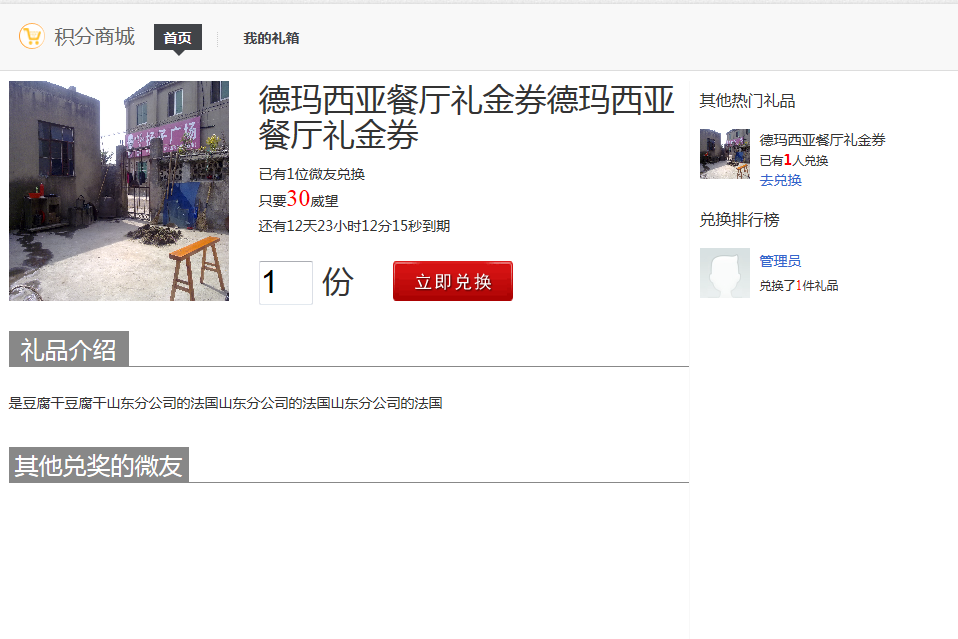 积分商城
首页
我的礼箱
德玛西亚餐厅礼金券德玛西亚
餐厅礼金券
已有1位微友兑换
只要30威望
还有12天23小时12分15秒到期
1 份
立即兑换
礼品介绍
是豆腐干豆腐干山东分公司的法国山东分公司的法国山东分公司的法国
其他兑奖的微友
其他热门礼品
德玛西亚餐厅礼金券
已有1人兑换
去兑换
兑换排行榜
管理员
兑换了1件礼品